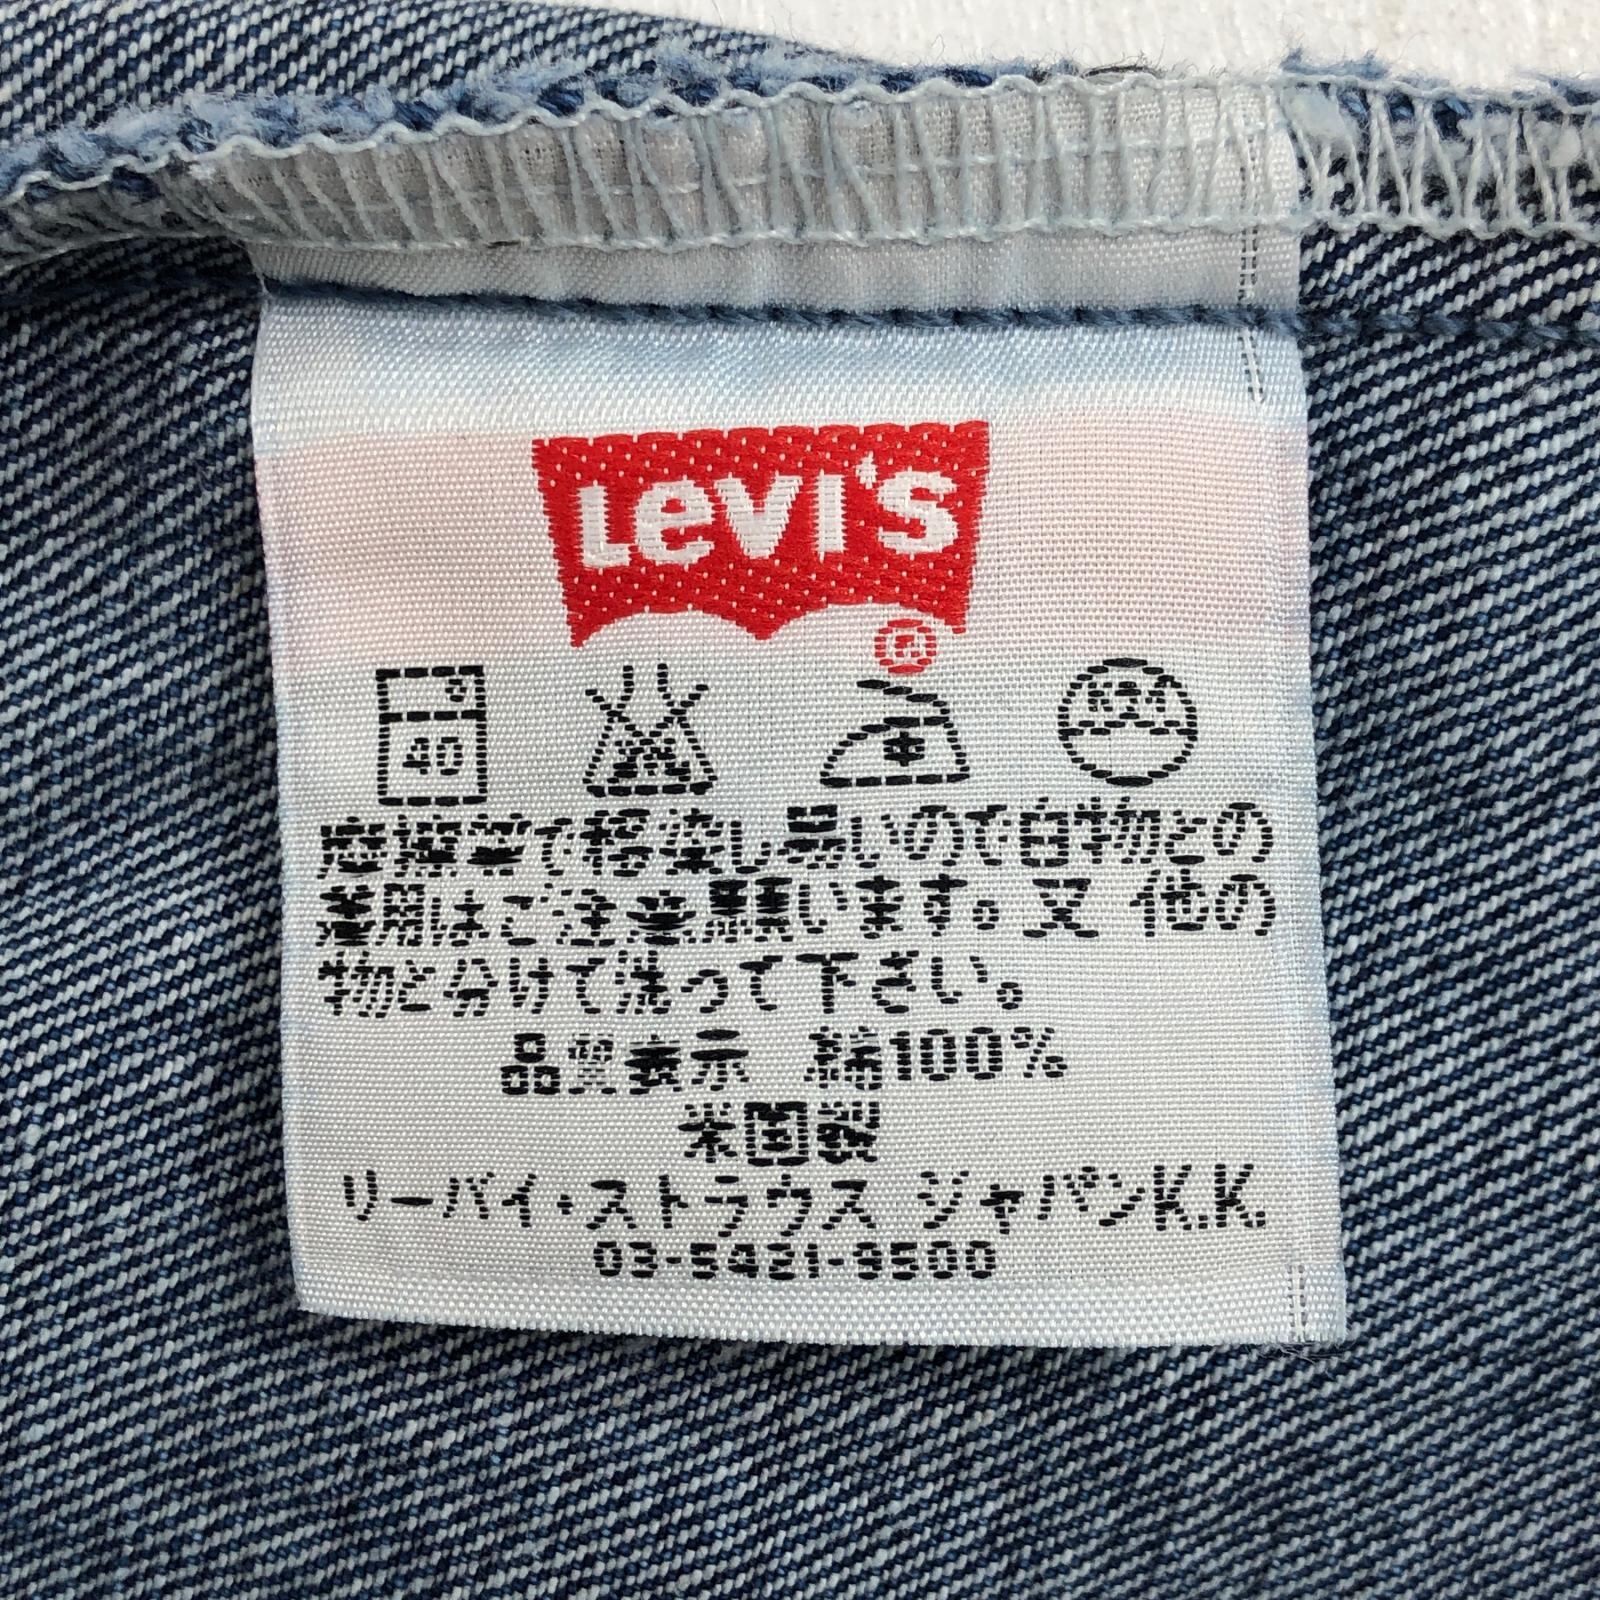 LEVI'S
®
40
摩擦等で移染し易いので白物との
着用はご注意願います。又 他の
物と分けて洗って下さい。
品質表示 綿100%
米国製
リーバイ・ストラウス ジャパンK.K.
03-5421-9500